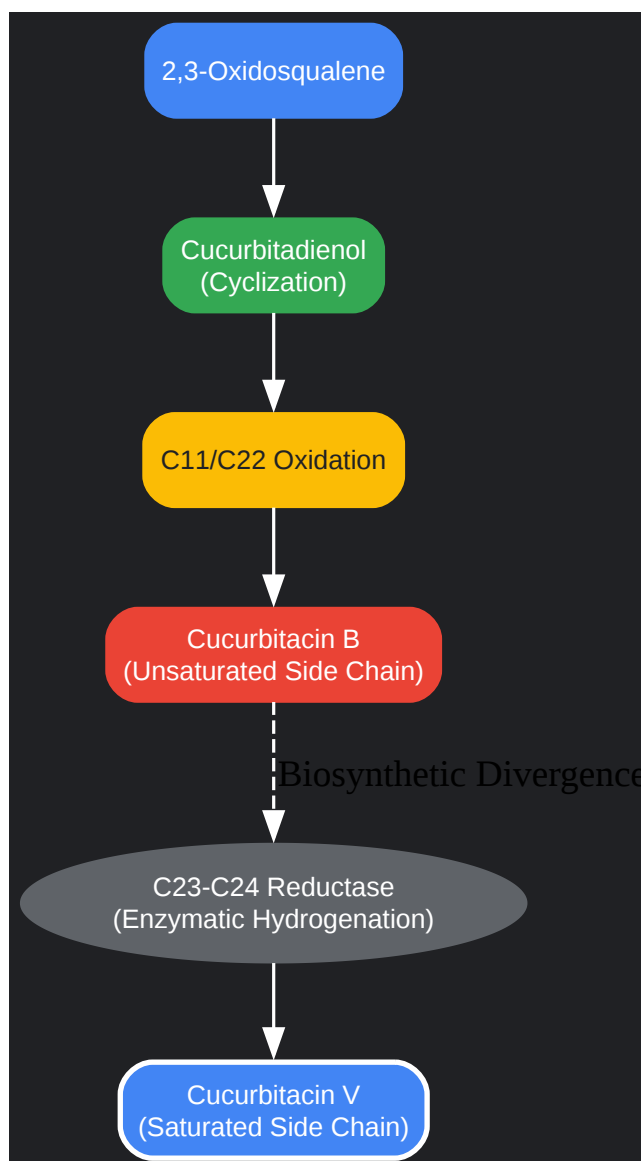 2,3-Oxidosqualene
Cucurbitadienol
(Cyclization)
C11/C22 Oxidation
Cucurbitacin B
(Unsaturated Side Chain)
Biosynthetic Divergence
C23-C24 Reductase
(Enzymatic Hydrogenation)
Cucurbitacin V
(Saturated Side Chain)